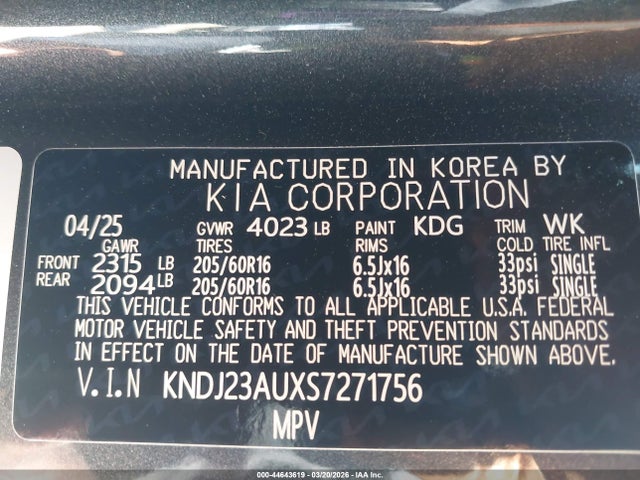 MANUFACTURED IN KOREA BY
KIA CORPORATION
04/25 GVWR 4023 LB PAINT KDG TRIM WK
GAWR TIRES RIMS COLD TIRE INFL
FRONT 2315 LB 205/60R16 6.5Jx16 33psi SINGLE
REAR 2094 LB 205/60R16 6.5Jx16 33psi SINGLE
THIS VEHICLE CONFORMS TO ALL APPLICABLE U.S.A. FEDERAL
MOTOR VEHICLE SAFETY AND THEFT PREVENTION STANDARDS
IN EFFECT ON THE DATE OF MANUFACTURE SHOWN ABOVE.
V.I.N KNDJ23AUXS7271756
MPV
000-44643619 | 03/20/2026 | IAA Inc.